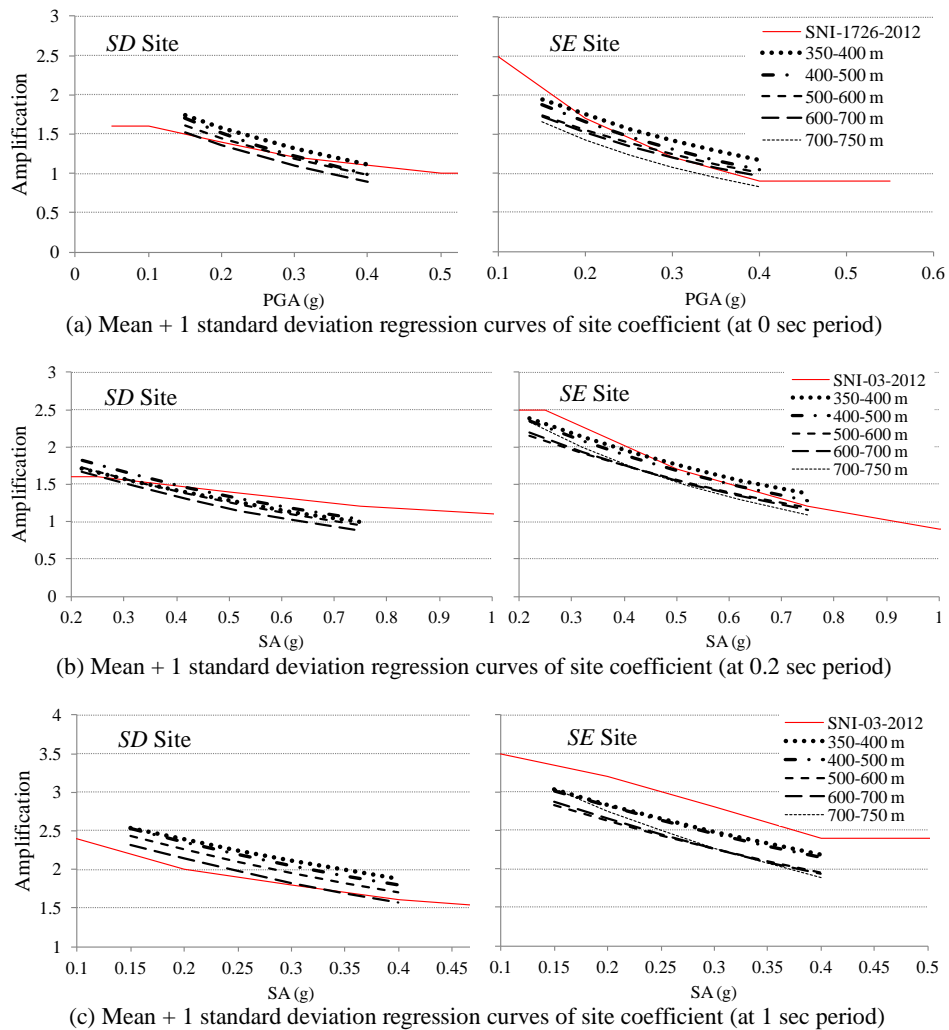 SD Site
SE Site
SNI-1726-2012
350-400 m
400-500 m
500-600 m
600-700 m
700-750 m
Amplification
3
2.5
2
1.5
1
0.5
0
0 0.1 0.2 0.3 0.4 0.5
0.1 0.2 0.3 0.4 0.5 0.6
PGA (g)
PGA (g)
(a) Mean + 1 standard deviation regression curves of site coefficient (at 0 sec period)
SD Site
SE Site
SNI-03-2012
350-400 m
400-500 m
500-600 m
600-700 m
700-750 m
Amplification
3
2.5
2
1.5
1
0.5
0
0.2 0.3 0.4 0.5 0.6 0.7 0.8 0.9 1
0.2 0.3 0.4 0.5 0.6 0.7 0.8 0.9 1
SA (g)
SA (g)
(b) Mean + 1 standard deviation regression curves of site coefficient (at 0.2 sec period)
SD Site
SE Site
SNI-03-2012
350-400 m
400-500 m
500-600 m
600-700 m
700-750 m
Amplification
4
3.5
3
2.5
2
1.5
1
0.1 0.15 0.2 0.25 0.3 0.35 0.4 0.45
0.1 0.15 0.2 0.25 0.3 0.35 0.4 0.45 0.5
SA (g)
SA (g)
(c) Mean + 1 standard deviation regression curves of site coefficient (at 1 sec period)